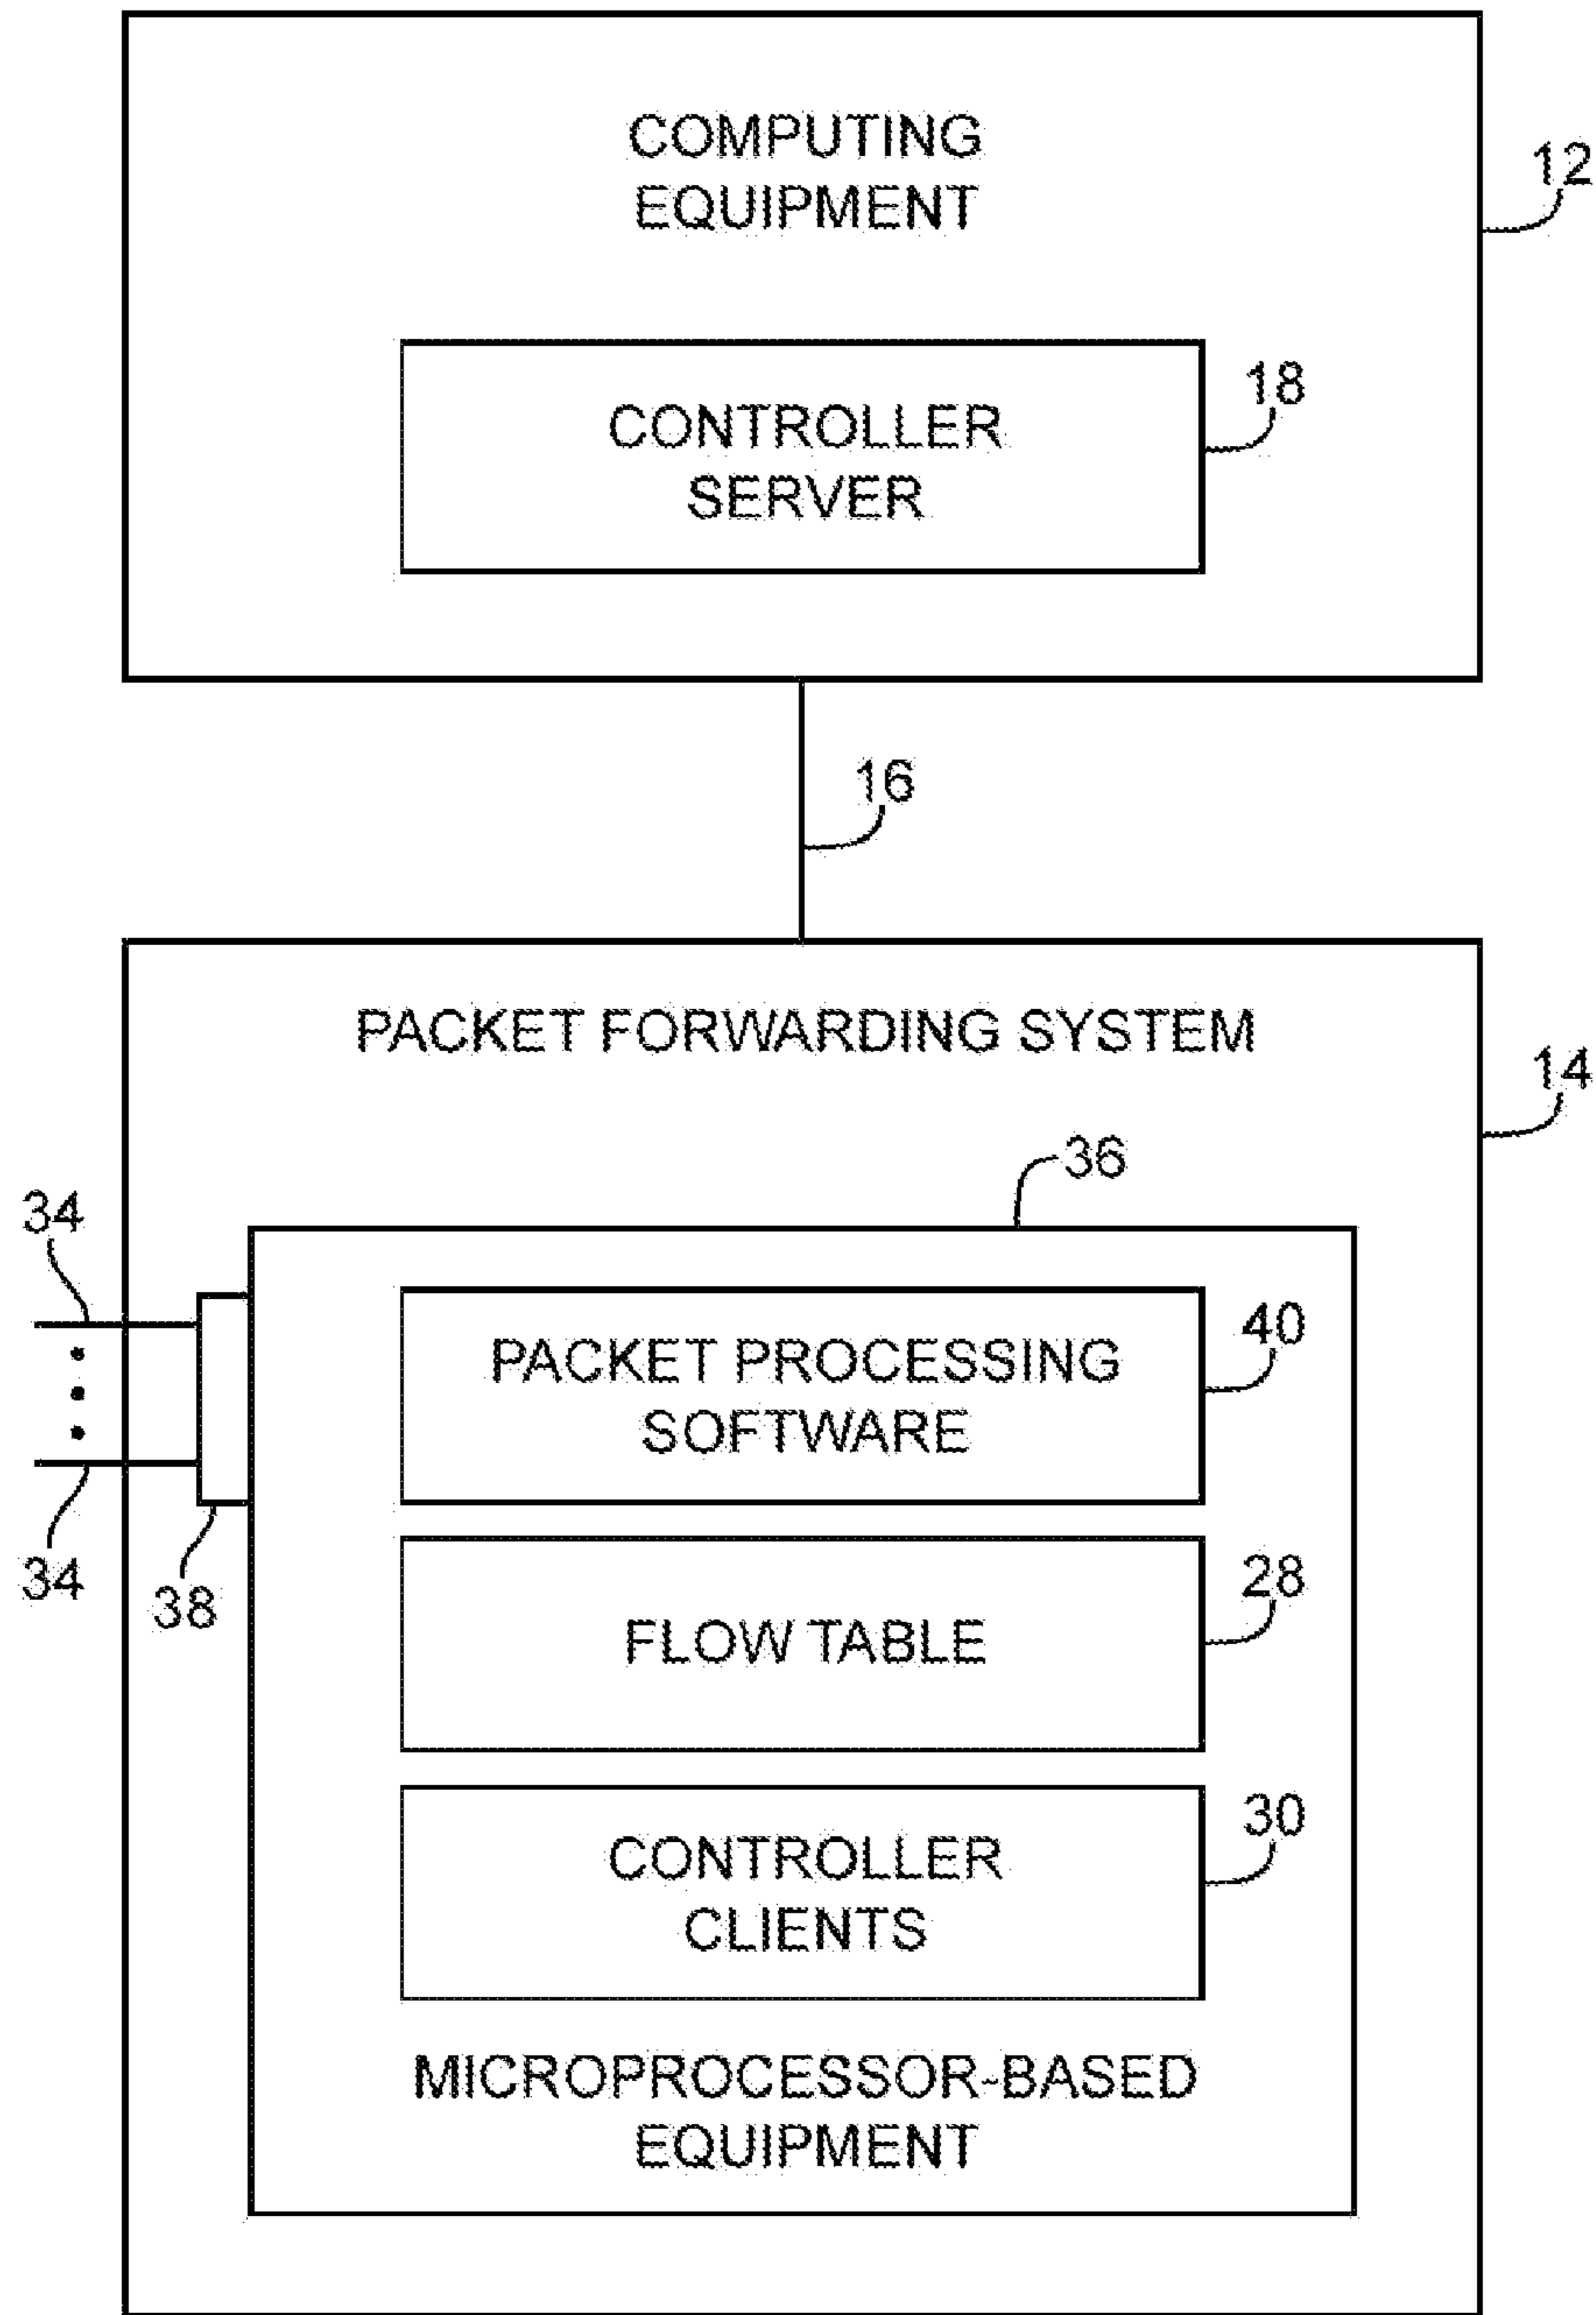 COMPUTING
EQUIPMENT
12
CONTROLLER
SERVER
18
16
PACKET FORWARDING SYSTEM
14
36
34
PACKET PROCESSING
SOFTWARE
40
34
38
FLOW TABLE
28
CONTROLLER
CLIENTS
30
MICROPROCESSOR-BASED
EQUIPMENT